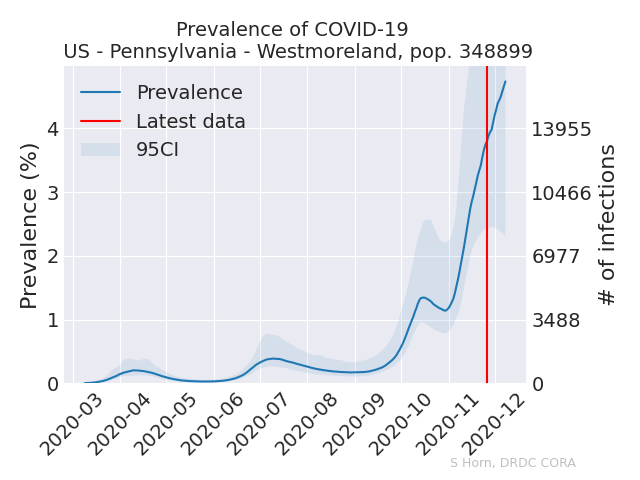 Prevalence of COVID-19
US - Pennsylvania - Westmoreland, pop. 348899
Prevalence
Latest data
95CI
Prevalence (%)
4
3
2
1
0
13955
10466
6977
3488
0
# of infections
2020-03
2020-04
2020-05
2020-06
2020-07
2020-08
2020-09
2020-10
2020-11
2020-12
S Horn, DRDC CORA